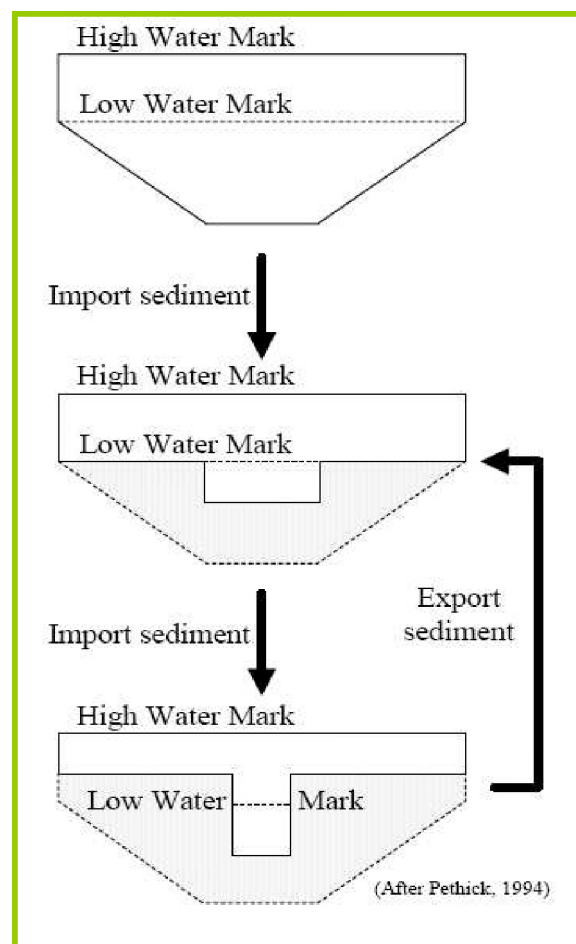 High Water Mark
Low Water Mark
Import sediment
High Water Mark
Low Water Mark
Export
sediment
Import sediment
High Water Mark
Low Water Mark
(After Pethick, 1994)